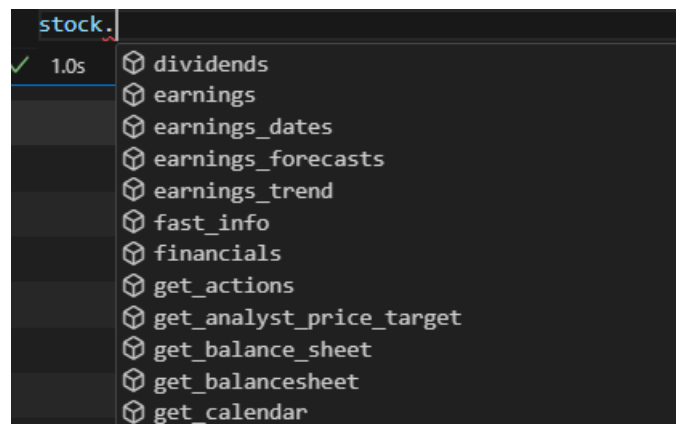 stock.
1.0s
dividends
earnings
earnings_dates
earnings_forecasts
earnings_trend
fast_info
financials
get_actions
get_analyst_price_target
get_balance_sheet
get_balancesheet
get_calendar